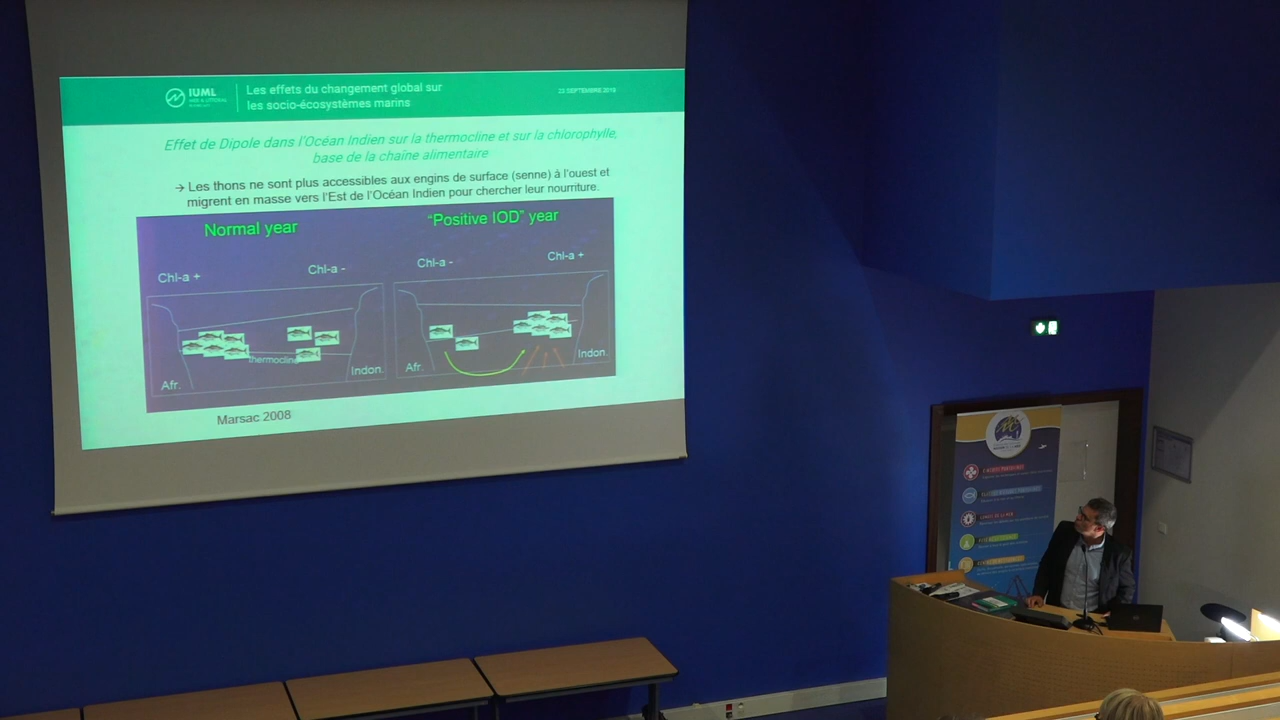 IUML
Les effets du changement global sur
les socio-écosystèmes marins
23 SEPTEMBRE 2019
Effet de Dipole dans l'Océan Indien sur la thermocline et sur la chlorophylle,
base de la chaîne alimentaire
→ Les thons ne sont plus accessibles aux engins de surface (senne) à l'ouest et
migrent en masse vers l'Est de l'Océan Indien pour chercher leur nourriture.
Normal year
"Positive IOD" year
Chl-a +
Chl-a -
Chl-a -
Chl-a +
thermocline
Afr.
Indon.
Afr.
Indon.
Marsac 2008